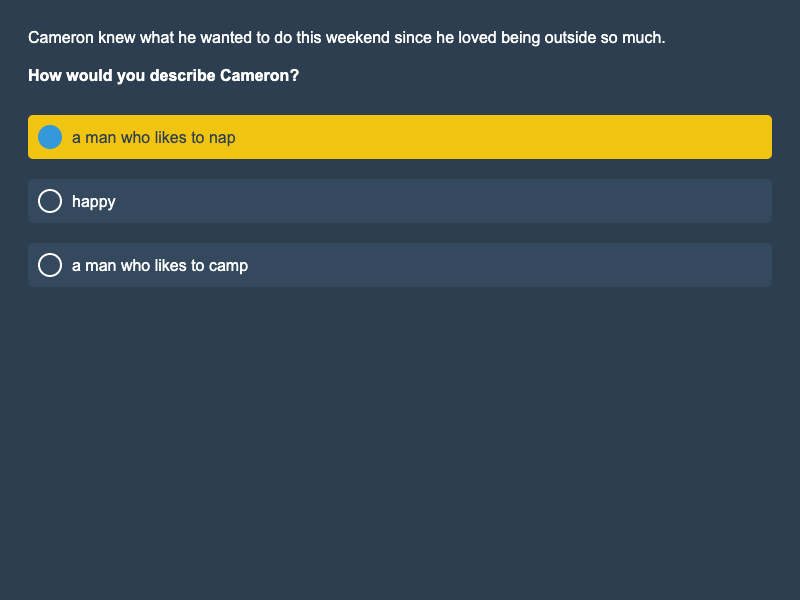 Cameron knew what he wanted to do this weekend since he loved being outside so much.
How would you describe Cameron?
a man who likes to nap
happy
a man who likes to camp